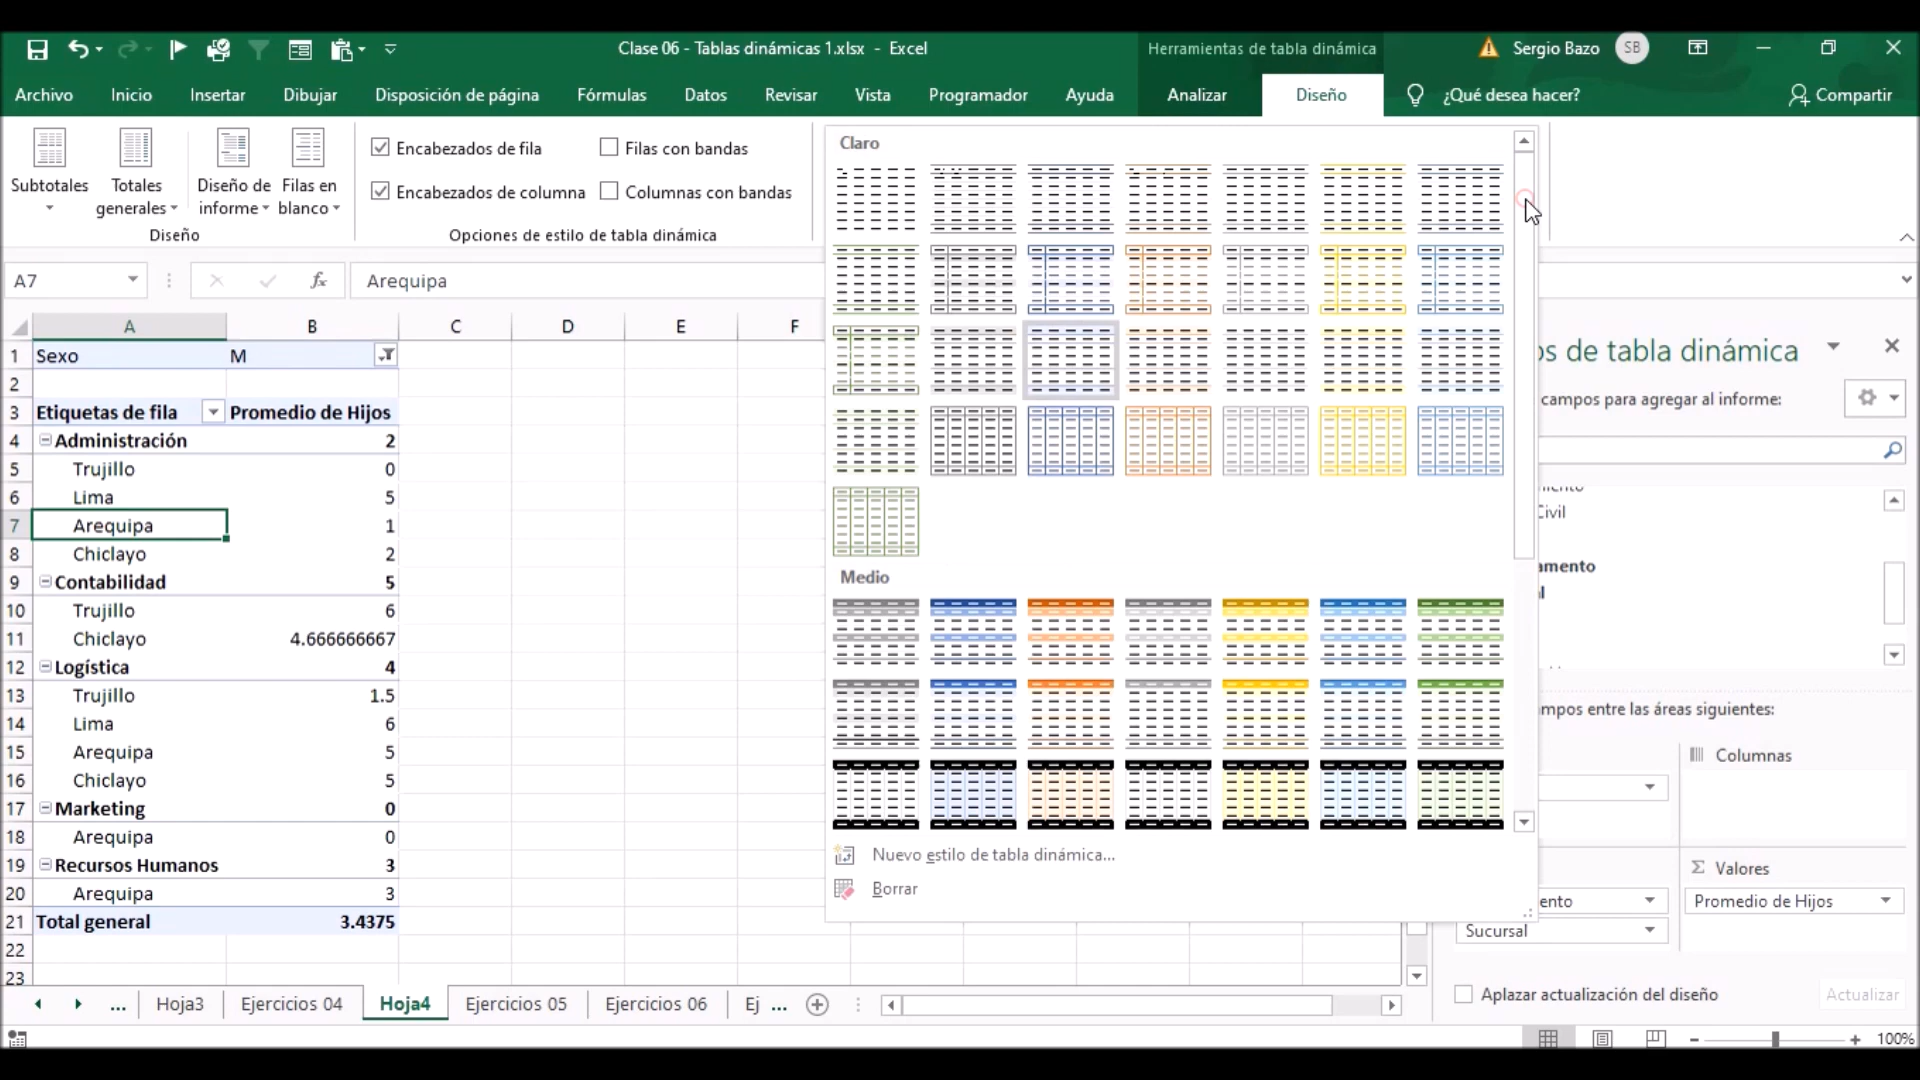 Clase 06 - Tablas dinámicas 1.xlsx - Excel
Herramientas de tabla dinámica
Sergio Bazo
SB
Archivo
Inicio
Insertar
Dibujar
Disposición de página
Fórmulas
Datos
Revisar
Vista
Programador
Ayuda
Analizar
Diseño
¿Qué desea hacer?
Compartir
Subtotales
Totales generales
Diseño de informe
Filas en blanco
Diseño
Encabezados de fila
Filas con bandas
Encabezados de columna
Columnas con bandas
Opciones de estilo de tabla dinámica
A7
fx
Arequipa
A B C D E F
1 Sexo M
2
3 Etiquetas de fila Promedio de Hijos
4 Administración 2
5 Trujillo 0
6 Lima 5
7 Arequipa 1
8 Chiclayo 2
9 Contabilidad 5
10 Trujillo 6
11 Chiclayo 4.666666667
12 Logística 4
13 Trujillo 1.5
14 Lima 6
15 Arequipa 5
16 Chiclayo 5
17 Marketing 0
18 Arequipa 0
19 Recursos Humanos 3
20 Arequipa 3
21 Total general 3.4375
22
23
Claro
Medio
Nuevo estilo de tabla dinámica...
Borrar
os de tabla dinámica
campos para agregar al informe:
Civil
amento
mpos entre las áreas siguientes:
Columnas
Σ Valores
ento
Promedio de Hijos
Sucursal
Aplazar actualización del diseño
Actualizar
... Hoja3 Ejercicios 04 Hoja4 Ejercicios 05 Ejercicios 06 Ej ...
100%